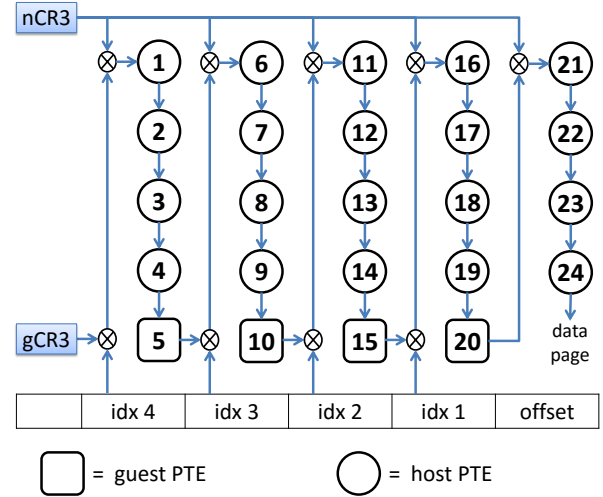 nCR3
1 6 11 16 21
2 7 12 17 22
3 8 13 18 23
4 9 14 19 24
gCR3 5 10 15 20 data
page
idx 4 idx 3 idx 2 idx 1 offset
= guest PTE = host PTE